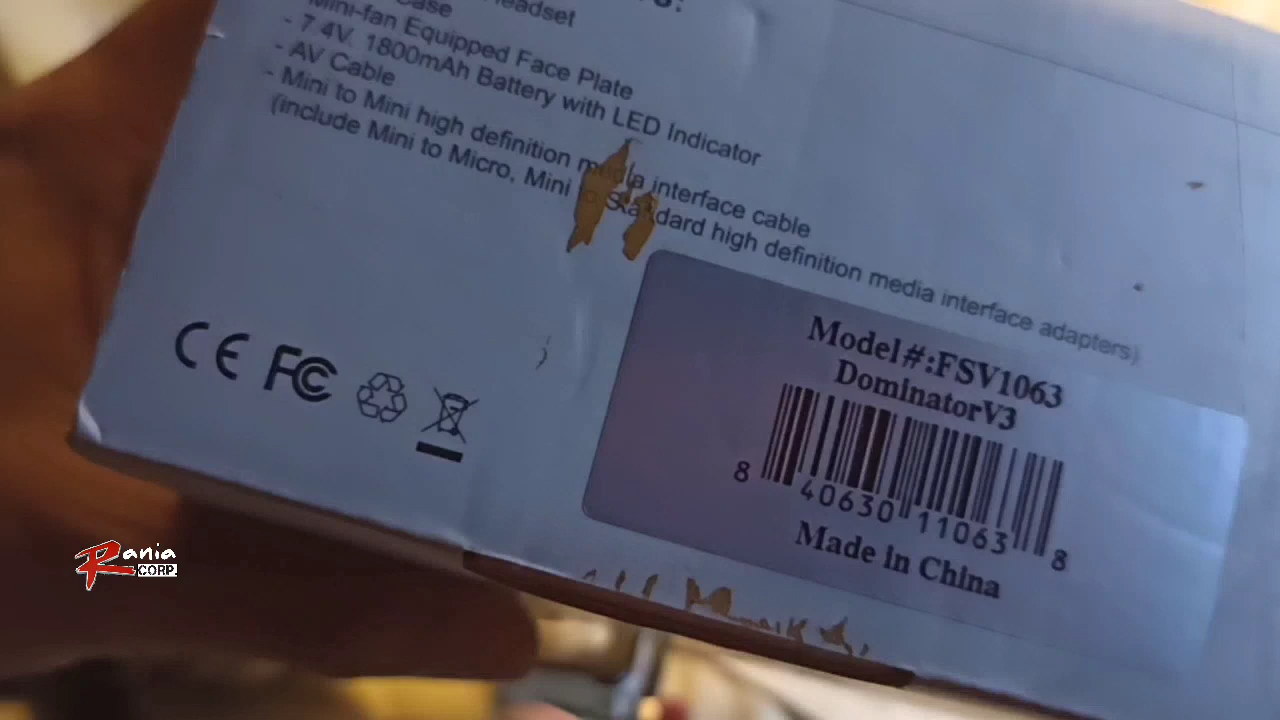 Headset
Case
- Mini-fan Equipped Face Plate
- 7.4V. 1800mAh Battery with LED Indicator
- AV Cable
- Mini to Mini high definition media interface cable
(include Mini to Micro, Mini to Standard high definition media interface adapters)
CE FC
Model#:FSV1063
DominatorV3
8 40630 11063 8
Made in China
Rania
CORP.